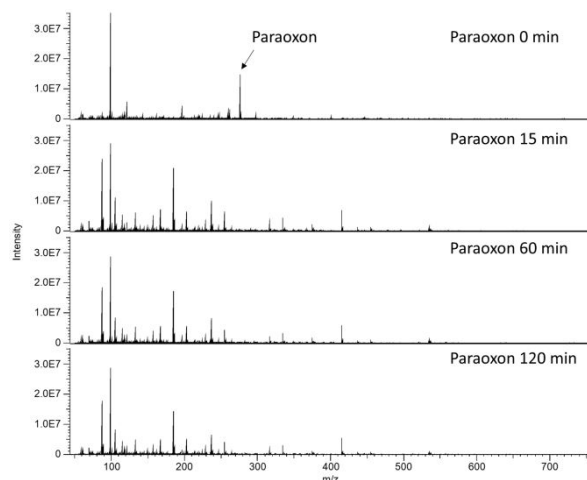 Paraoxon
Paraoxon 0 min
3.0E7
2.0E7
1.0E7
0
Paraoxon 15 min
3.0E7
2.0E7
1.0E7
0
Paraoxon 60 min
3.0E7
2.0E7
1.0E7
0
Paraoxon 120 min
3.0E7
2.0E7
1.0E7
0
Intensity
100 200 300 400 500 600 700
m/z